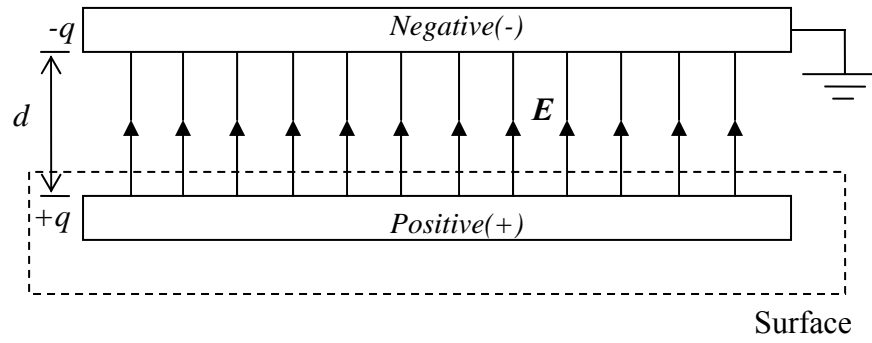 -q
Negative(-)
d
E
+q
Positive(+)
Surface